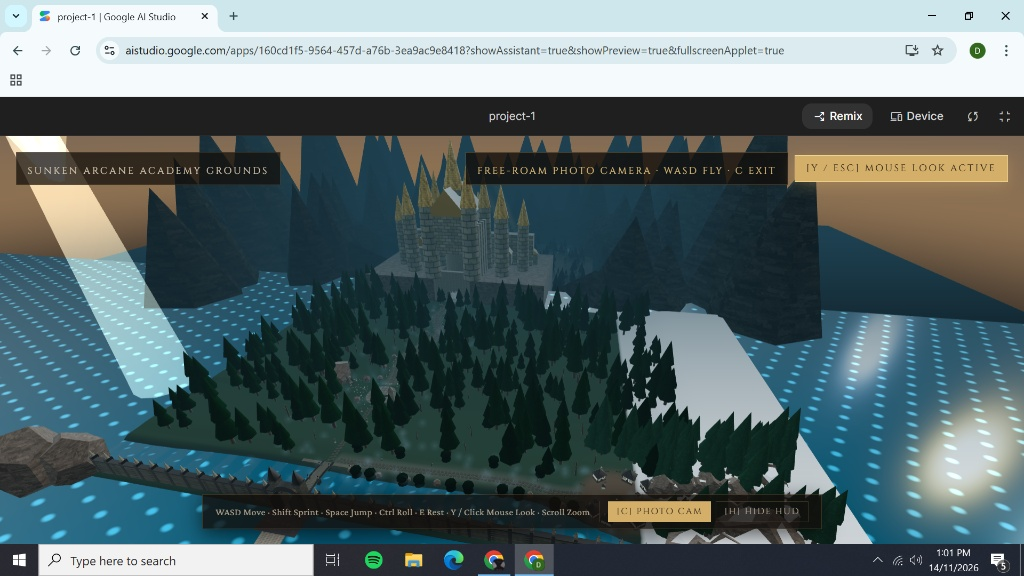 project-1 | Google AI Studio
aistudio.google.com/apps/160cd1f5-9564-457d-a76b-3ea9ac9e8418?showAssistant=true&showPreview=true&fullscreenApplet=true
D
project-1
Remix
Device
SUNKEN ARCANE ACADEMY GROUNDS
FREE-ROAM PHOTO CAMERA · WASD FLY · C EXIT
[Y / ESC] MOUSE LOOK ACTIVE
WASD Move · Shift Sprint · Space Jump · Ctrl Roll · E Rest · Y / Click Mouse Look · Scroll Zoom
[C] PHOTO CAM
[H] HIDE HUD
Type here to search
D
1:01 PM
14/11/2026
5